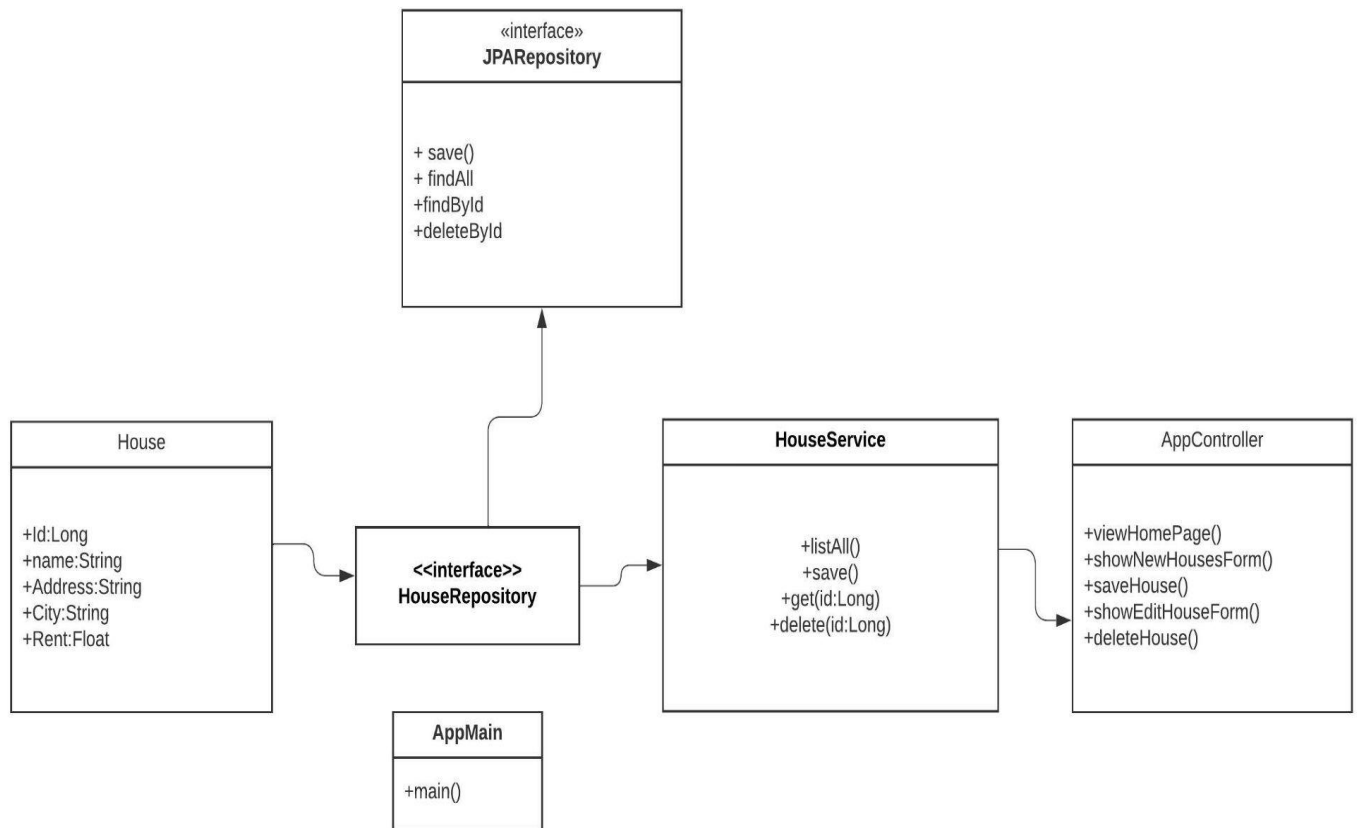 «interface»
JPARepository
+ save()
+ findAll
+findById
+deleteById
House
+Id:Long
+name:String
+Address:String
+City:String
+Rent:Float
<<interface>>
HouseRepository
HouseService
+listAll()
+save()
+get(id:Long)
+delete(id:Long)
AppController
+viewHomePage()
+showNewHousesForm()
+saveHouse()
+showEditHouseForm()
+deleteHouse()
AppMain
+main()